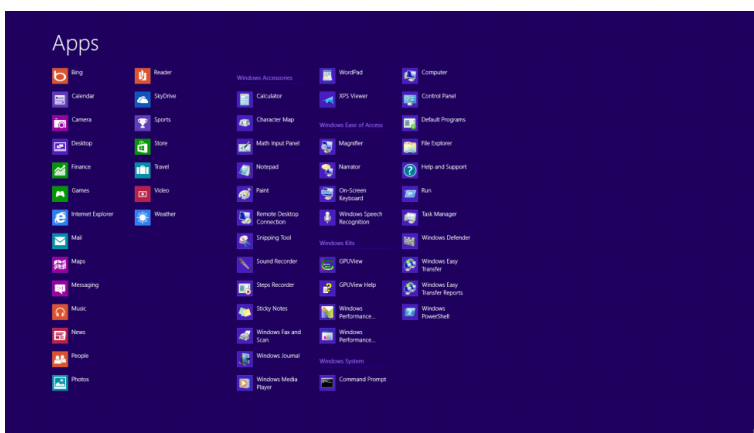 Apps
Bing
Calendar
Camera
Desktop
Finance
Games
Internet Explorer
Mail
Maps
Messaging
Music
News
People
Photos
Reader
SkyDrive
Sports
Store
Travel
Video
Weather
Windows Accessories
Calculator
Character Map
Math Input Panel
Notepad
Paint
Remote Desktop
Connection
Snipping Tool
Sound Recorder
Steps Recorder
Sticky Notes
Windows Fax and
Scan
Windows Journal
Windows Media
Player
WordPad
XPS Viewer
Windows Ease of Access
Magnifier
Narrator
On-Screen
Keyboard
Windows Speech
Recognition
Windows Kits
GPUView
GPUView Help
Windows
Performance...
Windows
Performance...
Windows System
Command Prompt
Computer
Control Panel
Default Programs
File Explorer
Help and Support
Run
Task Manager
Windows Defender
Windows Easy
Transfer
Windows Easy
Transfer Reports
Windows
PowerShell